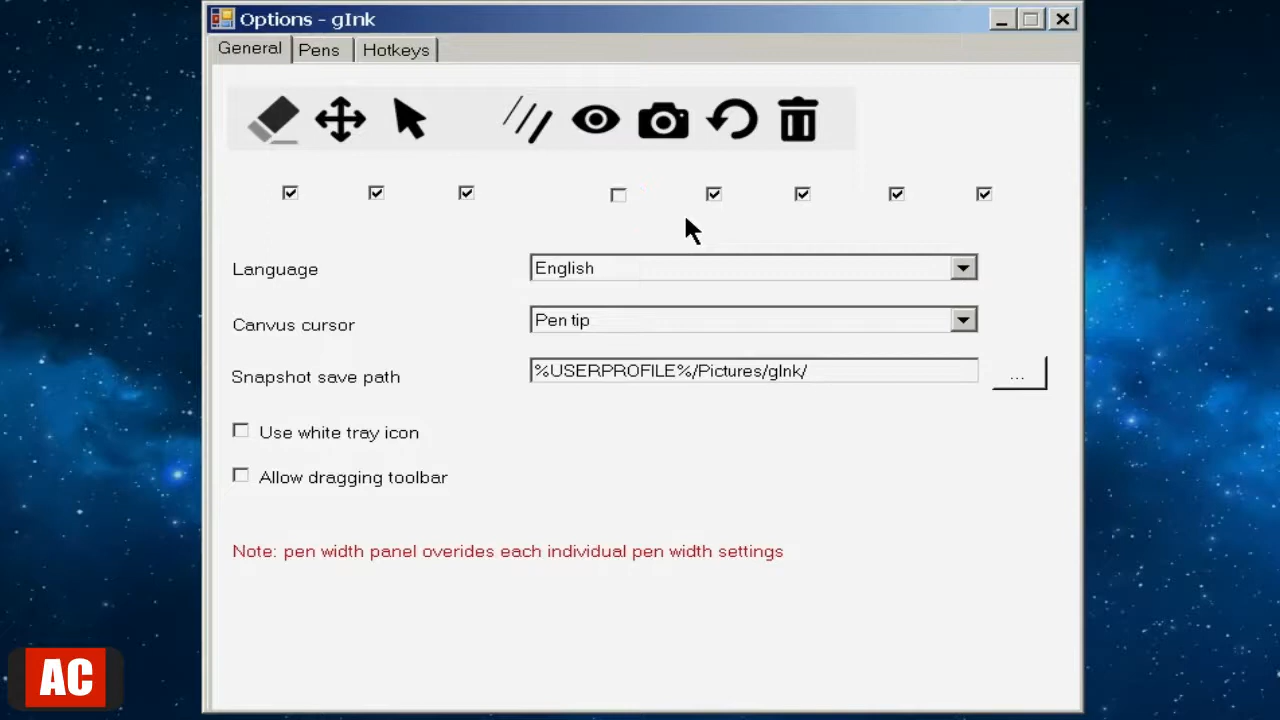 Options - gInk
General
Pens
Hotkeys
Language
English
Canvus cursor
Pen tip
Snapshot save path
%USERPROFILE%/Pictures/gInk/
...
Use white tray icon
Allow dragging toolbar
Note: pen width panel overides each individual pen width settings
AC